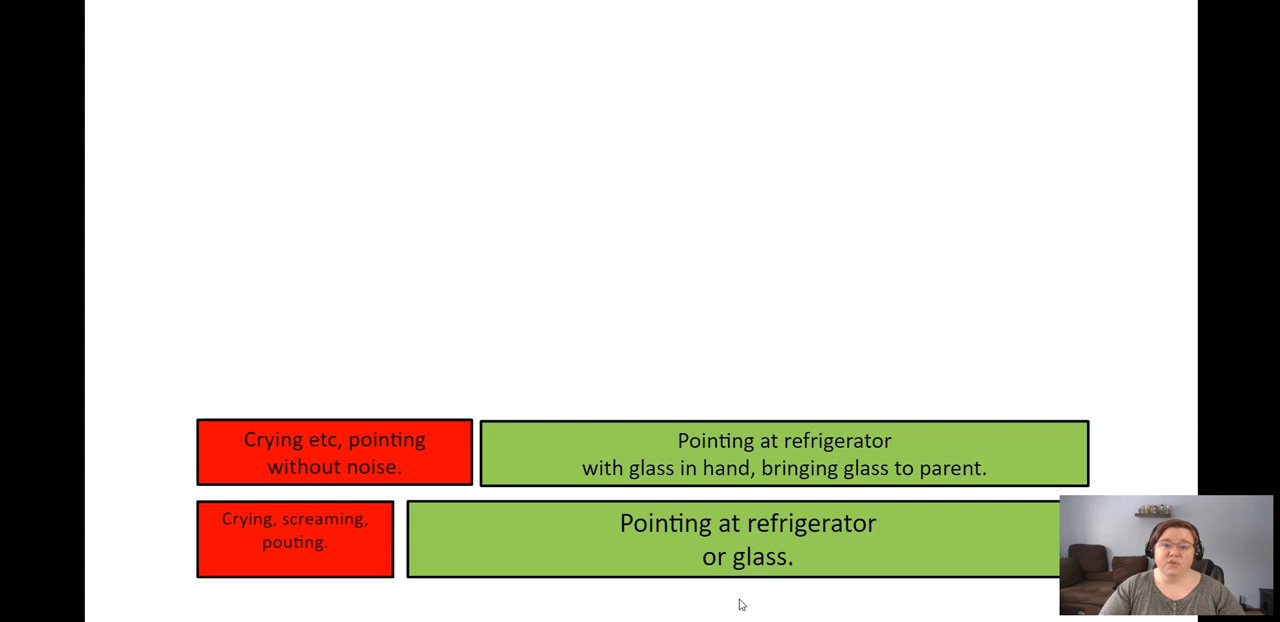 Crying etc, pointing
without noise.
Pointing at refrigerator
with glass in hand, bringing glass to parent.
Crying, screaming,
pouting.
Pointing at refrigerator
or glass.